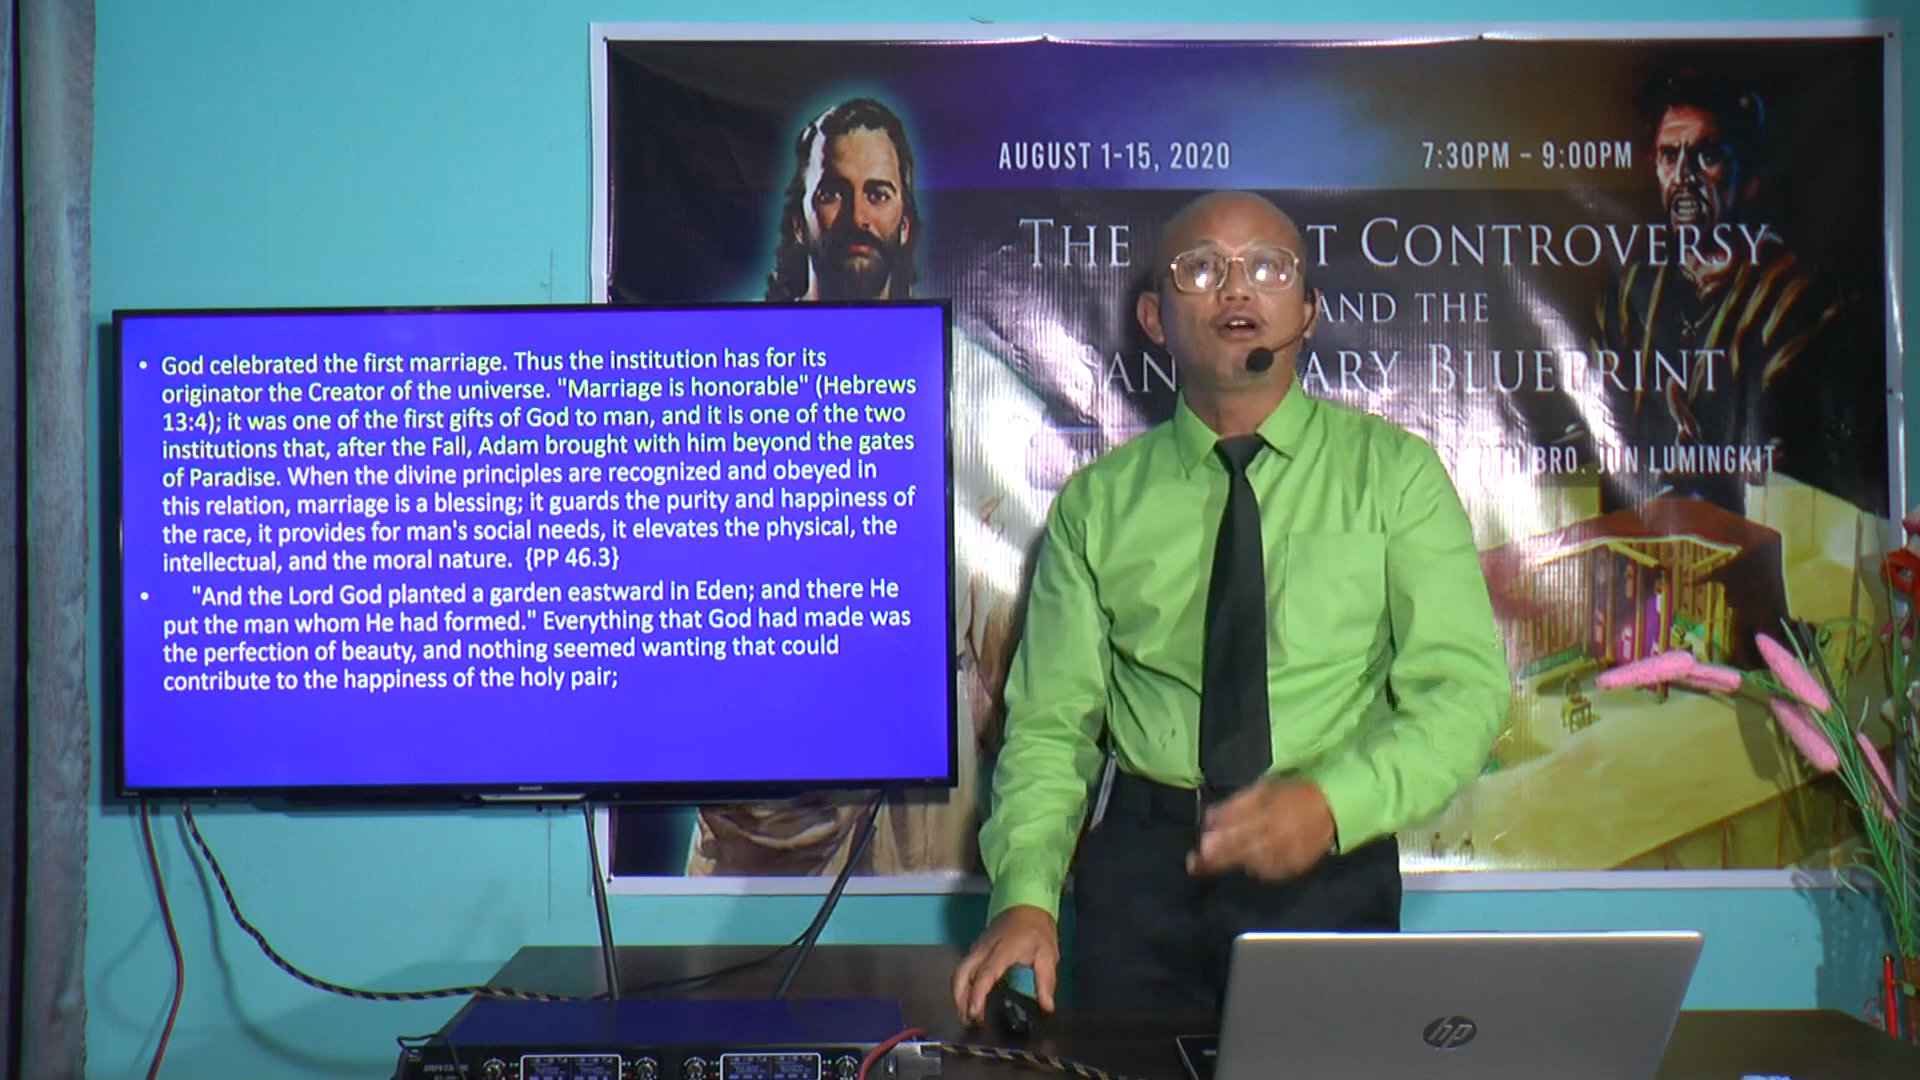 AUGUST 1-15, 2020 7:30PM – 9:00PM
THE T CONTROVERSY
AND THE
SAN ARY BLUEPRINT
BRO. JUN LUMINGKIT
• God celebrated the first marriage. Thus the institution has for its
originator the Creator of the universe. "Marriage is honorable" (Hebrews
13:4); it was one of the first gifts of God to man, and it is one of the two
institutions that, after the Fall, Adam brought with him beyond the gates
of Paradise. When the divine principles are recognized and obeyed in
this relation, marriage is a blessing; it guards the purity and happiness of
the race, it provides for man's social needs, it elevates the physical, the
intellectual, and the moral nature. {PP 46.3}
• "And the Lord God planted a garden eastward in Eden; and there He
put the man whom He had formed." Everything that God had made was
the perfection of beauty, and nothing seemed wanting that could
contribute to the happiness of the holy pair;
SHARP
hp